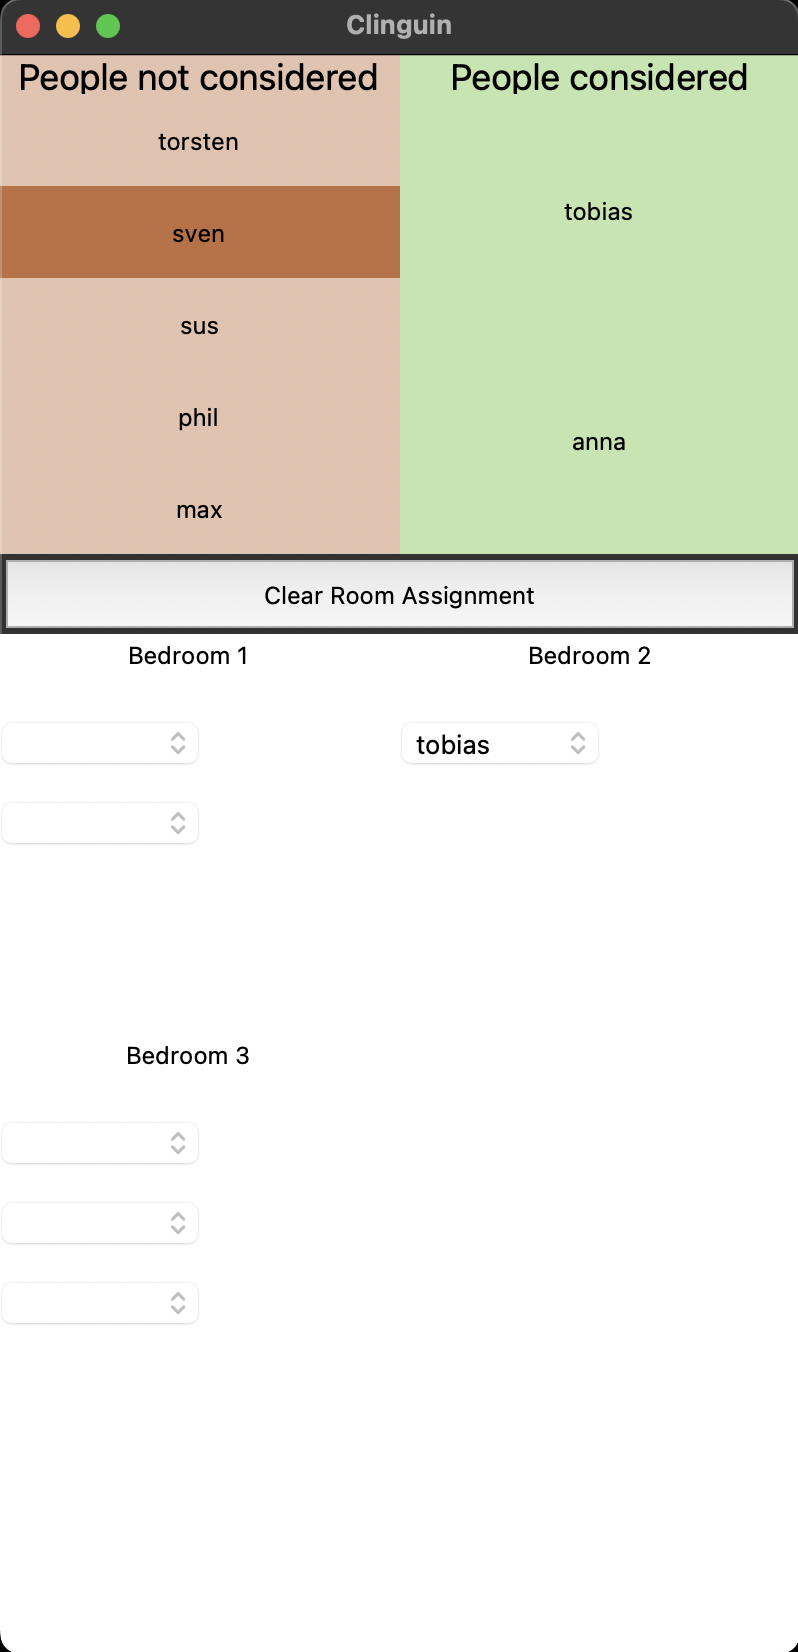 Clinguin
People not considered
People considered
torsten
sven
sus
phil
max
tobias
anna
Clear Room Assignment
Bedroom 1
Bedroom 2
tobias
Bedroom 3